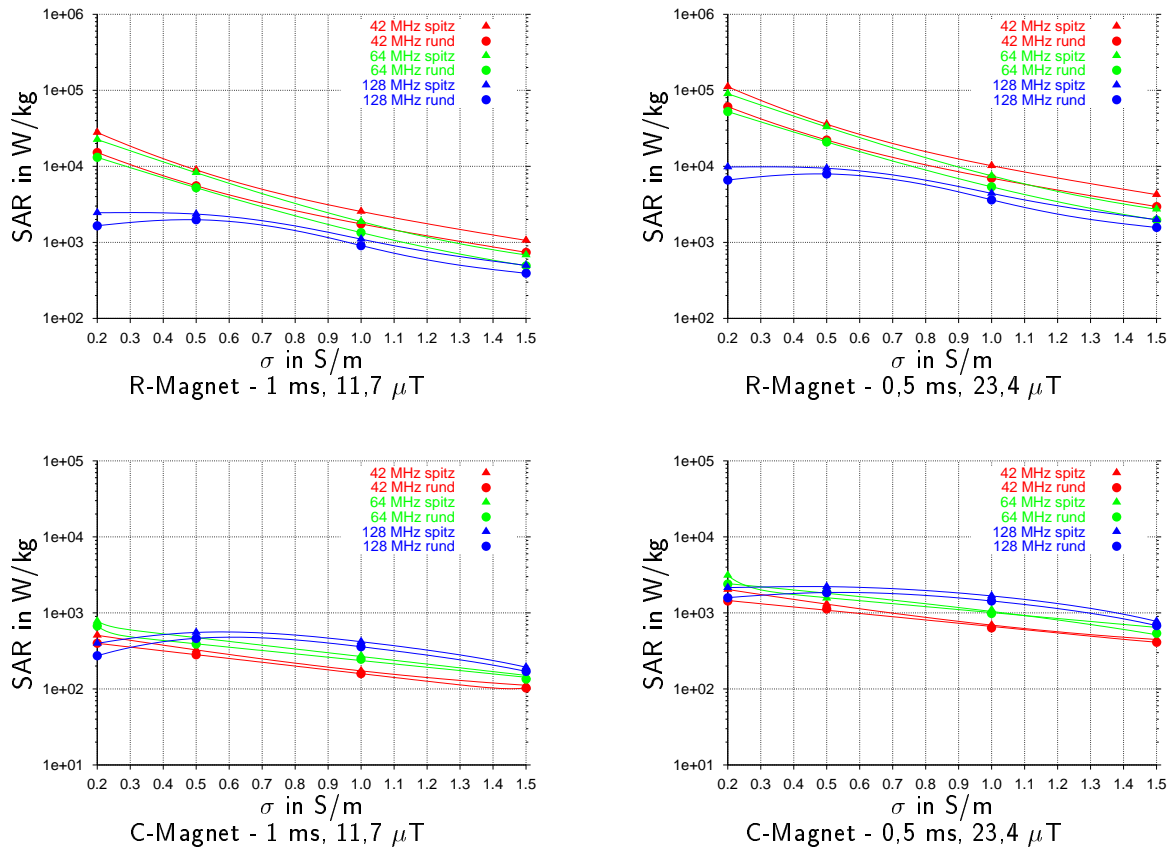 1e+06
1e+05
1e+04
1e+03
1e+02
SAR in W/kg
42 MHz spitz
42 MHz rund
64 MHz spitz
64 MHz rund
128 MHz spitz
128 MHz rund
0.2 0.3 0.4 0.5 0.6 0.7 0.8 0.9 1.0 1.1 1.2 1.3 1.4 1.5
σ in S/m
R-Magnet - 1 ms, 11,7 μT
1e+06
1e+05
1e+04
1e+03
1e+02
SAR in W/kg
42 MHz spitz
42 MHz rund
64 MHz spitz
64 MHz rund
128 MHz spitz
128 MHz rund
0.2 0.3 0.4 0.5 0.6 0.7 0.8 0.9 1.0 1.1 1.2 1.3 1.4 1.5
σ in S/m
R-Magnet - 0,5 ms, 23,4 μT
1e+05
1e+04
1e+03
1e+02
1e+01
SAR in W/kg
42 MHz spitz
42 MHz rund
64 MHz spitz
64 MHz rund
128 MHz spitz
128 MHz rund
0.2 0.3 0.4 0.5 0.6 0.7 0.8 0.9 1.0 1.1 1.2 1.3 1.4 1.5
σ in S/m
C-Magnet - 1 ms, 11,7 μT
1e+05
1e+04
1e+03
1e+02
1e+01
SAR in W/kg
42 MHz spitz
42 MHz rund
64 MHz spitz
64 MHz rund
128 MHz spitz
128 MHz rund
0.2 0.3 0.4 0.5 0.6 0.7 0.8 0.9 1.0 1.1 1.2 1.3 1.4 1.5
σ in S/m
C-Magnet - 0,5 ms, 23,4 μT